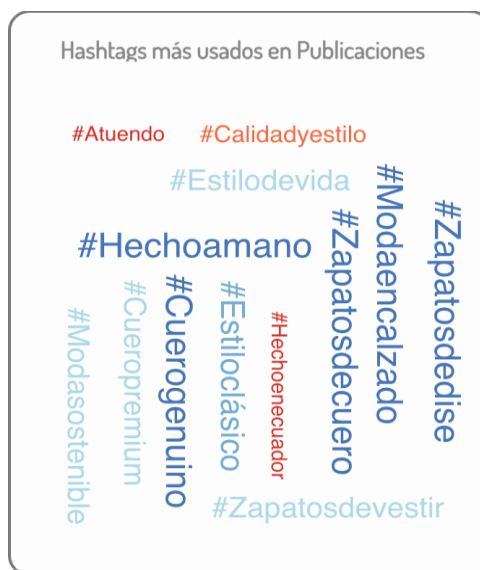 Hashtags más usados en Publicaciones
#Atuendo
#Calidadyestilo
#Estilodevida
#Hechoamano
#Modasostenible
#Cueropremium
#Cuerogenuino
#Estiloclásico
#Hechoenecuador
#Zapatosdecuero
#Modaencalzado
#Zapatosdedise
#Zapatosdevestir